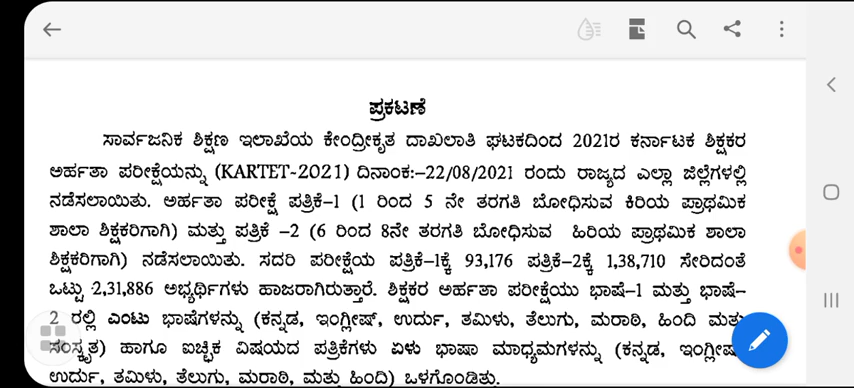 ಪ್ರಕಟಣೆ
ಸಾರ್ವಜನಿಕ ಶಿಕ್ಷಣ ಇಲಾಖೆಯ ಕೇಂದ್ರೀಕೃತ ದಾಖಲಾತಿ ಘಟಕದಿಂದ 2021ರ ಕರ್ನಾಟಕ ಶಿಕ್ಷಕರ
ಅರ್ಹತಾ ಪರೀಕ್ಷೆಯನ್ನು (KARTET-2021) ದಿನಾಂಕ:-22/08/2021 ರಂದು ರಾಜ್ಯದ ಎಲ್ಲಾ ಜಿಲ್ಲೆಗಳಲ್ಲಿ
ನಡೆಸಲಾಯಿತು. ಅರ್ಹತಾ ಪರೀಕ್ಷೆ ಪತ್ರಿಕೆ-1 (1 ರಿಂದ 5 ನೇ ತರಗತಿ ಬೋಧಿಸುವ ಕಿರಿಯ ಪ್ರಾಥಮಿಕ
ಶಾಲಾ ಶಿಕ್ಷಕರಿಗಾಗಿ) ಮತ್ತು ಪತ್ರಿಕೆ -2 (6 ರಿಂದ 8ನೇ ತರಗತಿ ಬೋಧಿಸುವ ಹಿರಿಯ ಪ್ರಾಥಮಿಕ ಶಾಲಾ
ಶಿಕ್ಷಕರಿಗಾಗಿ) ನಡೆಸಲಾಯಿತು. ಸದರಿ ಪರೀಕ್ಷೆಯ ಪತ್ರಿಕೆ-1ಕ್ಕೆ 93,176 ಪತ್ರಿಕೆ-2ಕ್ಕೆ 1,38,710 ಸೇರಿದಂತೆ
ಒಟ್ಟು 2,31,886 ಅಭ್ಯರ್ಥಿಗಳು ಹಾಜರಾಗಿರುತ್ತಾರೆ. ಶಿಕ್ಷಕರ ಅರ್ಹತಾ ಪರೀಕ್ಷೆಯು ಭಾಷೆ-1 ಮತ್ತು ಭಾಷೆ-
2 ರಲ್ಲಿ ಎಂಟು ಭಾಷೆಗಳನ್ನು (ಕನ್ನಡ, ಇಂಗ್ಲೀಷ್, ಉರ್ದು, ತಮಿಳು, ತೆಲುಗು, ಮರಾಠಿ, ಹಿಂದಿ ಮತ್ತು
ಸಂಸ್ಕೃತ) ಹಾಗೂ ಐಚ್ಛಿಕ ವಿಷಯದ ಪತ್ರಿಕೆಗಳು ಏಳು ಭಾಷಾ ಮಾಧ್ಯಮಗಳನ್ನು (ಕನ್ನಡ, ಇಂಗ್ಲೀಷ್
ಉರ್ದು, ತಮಿಳು, ತೆಲುಗು, ಮರಾಠಿ, ಮತ್ತು ಹಿಂದಿ) ಒಳಗೊಂಡಿತ್ತು.